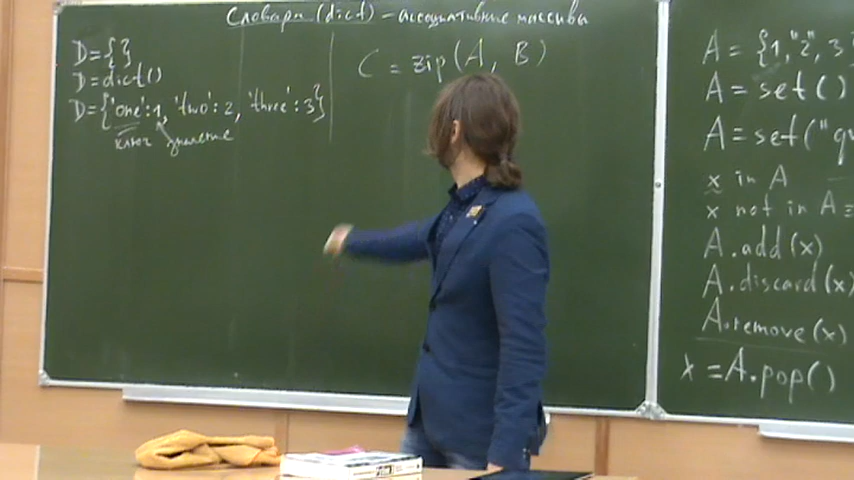 Словари (dict) - ассоциативные массивы
D={}
D=dict()
D={'one':1, 'two':2, 'three':3}
ключ значение
C = zip(A, B)
A = {1,"2", 3
A = set()
A = set("qw
x in A
x not in A =
A.add(x)
A.discard(x)
A.remove(x)
x = A.pop()